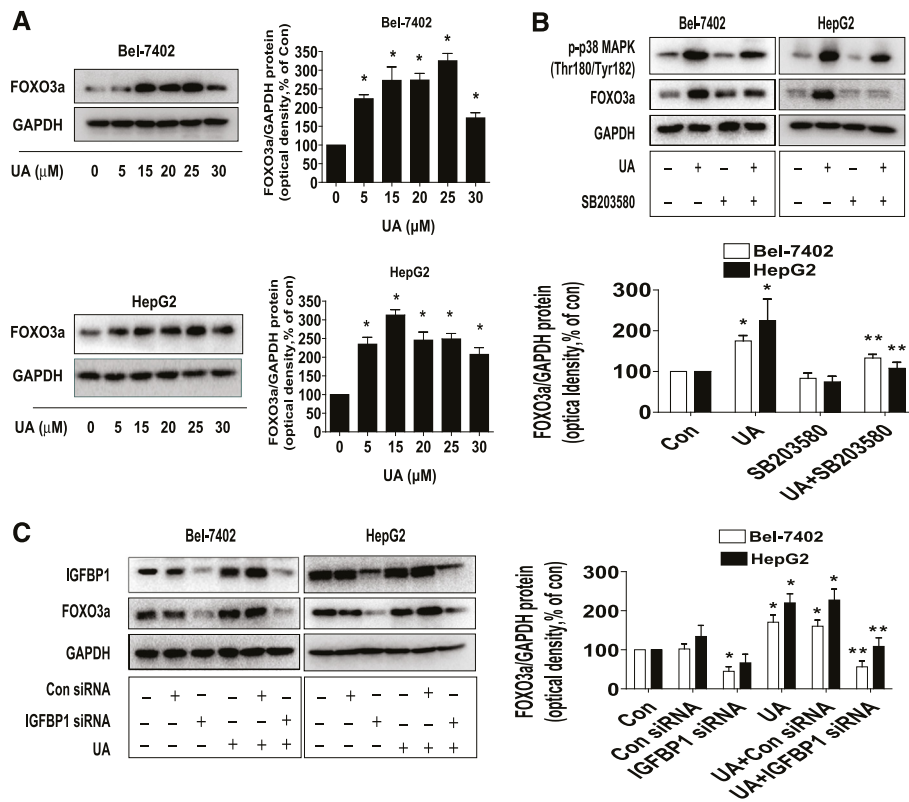 A
Bel-7402
FOXO3a
GAPDH
UA (μM) 0 5 15 20 25 30
Bel-7402
FOXO3a/GAPDH protein
(optical density,% of Con)
350
300
250
200
150
100
50
0
* * * * *
0 5 15 20 25 30
UA (μM)
HepG2
FOXO3a
GAPDH
UA (μM) 0 5 15 20 25 30
HepG2
FOXO3a/GAPDH protein
(optical density,% of con)
350
300
250
200
150
100
50
0
* * * * *
0 5 15 20 25 30
UA (μM)
B
Bel-7402 HepG2
p-p38 MAPK
(Thr180/Tyr182)
FOXO3a
GAPDH
UA – + – + – + – +
SB203580 – – + + – – + +
Bel-7402
HepG2
FOXO3a/GAPDH protein
(optical ldensity,% of con)
300
200
100
0
* * ** **
Con
UA
SB203580
UA+SB203580
C
Bel-7402 HepG2
IGFBP1
FOXO3a
GAPDH
Con siRNA – + – – + – – + – – + –
IGFBP1 siRNA – – + – – + – – + – – +
UA – – – + + + – – – + + +
Bel-7402
HepG2
FOXO3a/GAPDH protein
(optical density,% of con)
300
200
100
0
* * * * * ** **
Con
Con siRNA
IGFBP1 siRNA
UA
UA+Con siRNA
UA+IGFBP1 siRNA